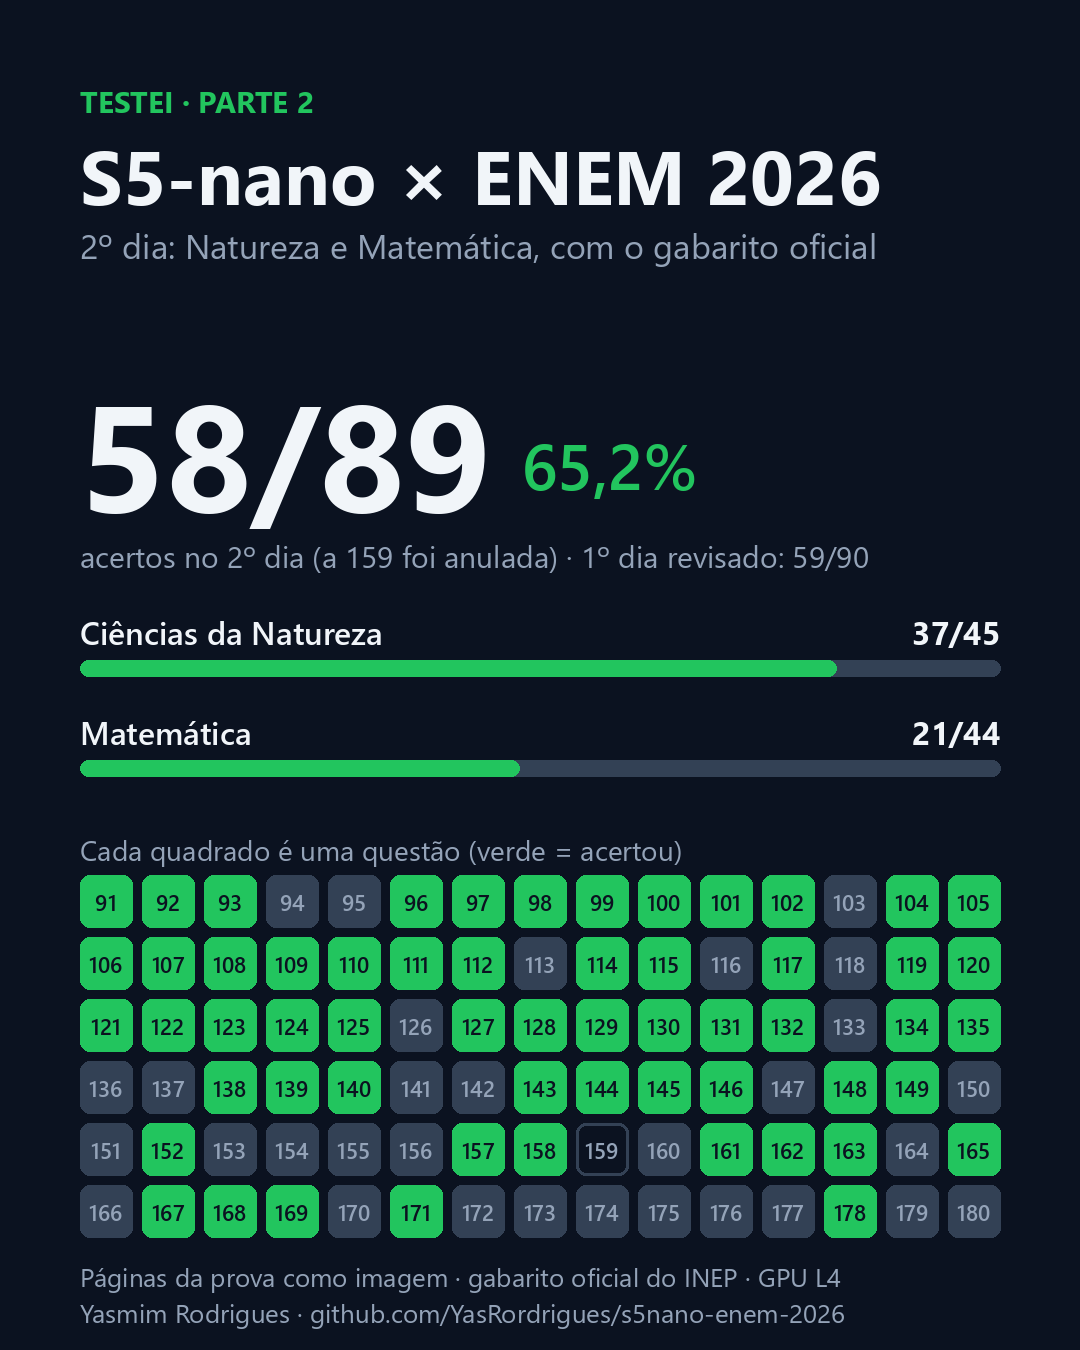 TESTEI · PARTE 2
S5-nano × ENEM 2026
2º dia: Natureza e Matemática, com o gabarito oficial
58/89 65,2%
acertos no 2º dia (a 159 foi anulada) · 1º dia revisado: 59/90
Ciências da Natureza 37/45
Matemática 21/44
Cada quadrado é uma questão (verde = acertou)
91 92 93 94 95 96 97 98 99 100 101 102 103 104 105
106 107 108 109 110 111 112 113 114 115 116 117 118 119 120
121 122 123 124 125 126 127 128 129 130 131 132 133 134 135
136 137 138 139 140 141 142 143 144 145 146 147 148 149 150
151 152 153 154 155 156 157 158 159 160 161 162 163 164 165
166 167 168 169 170 171 172 173 174 175 176 177 178 179 180
Páginas da prova como imagem · gabarito oficial do INEP · GPU L4
Yasmim Rodrigues · github.com/YasRordrigues/s5nano-enem-2026